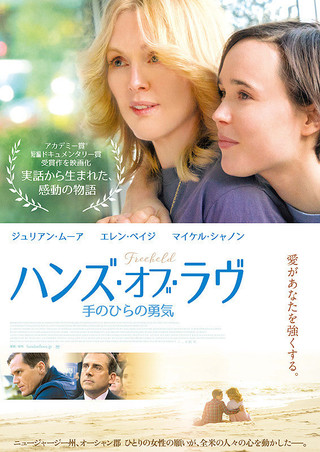 アカデミー賞
短編ドキュメンタリー賞
受賞作を映画化
実話から生まれた、
感動の物語
ジュリアン・ムーア エレン・ペイジ マイケル・シャノン
Freeheld
ハンズ・オブ・ラヴ
手のひらの勇気
愛があなたを強くする。
ニュージャージー州、オーシャン郡 ひとりの女性の願いが、全米の人々の心を動かした―。